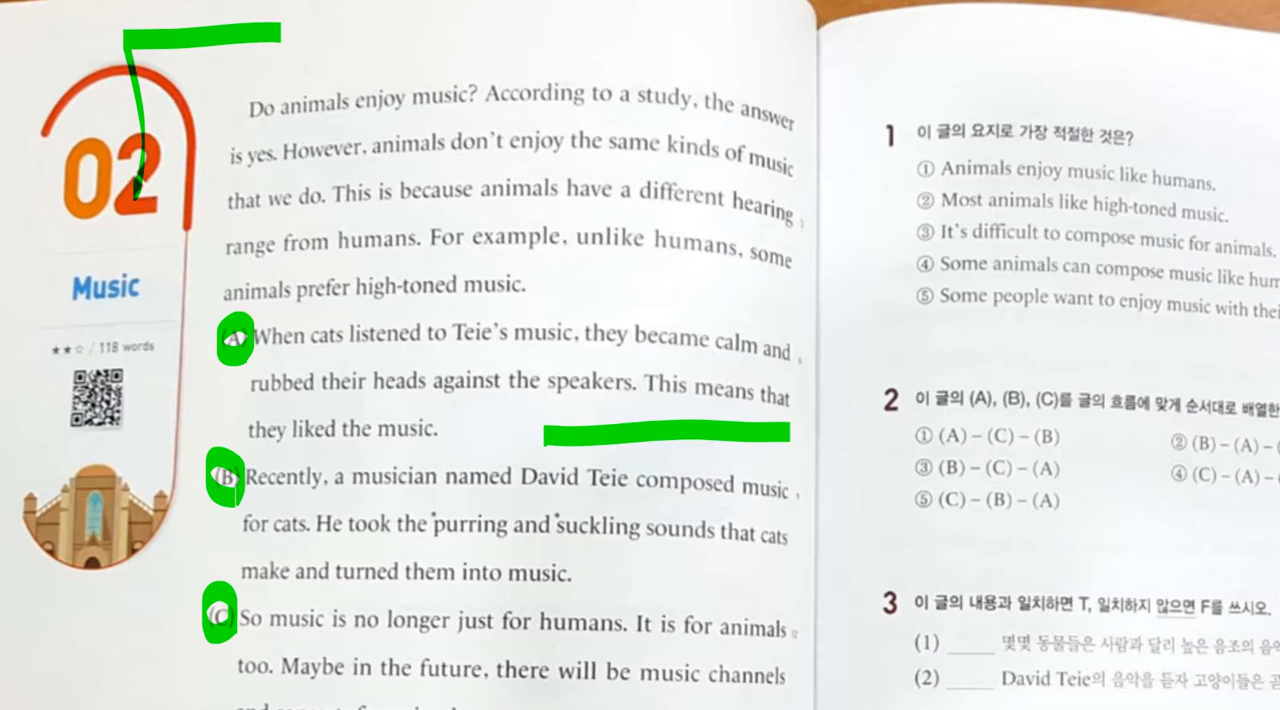 02
Music
★★☆ / 118 words
Do animals enjoy music? According to a study, the answer
is yes. However, animals don't enjoy the same kinds of music
that we do. This is because animals have a different hearing
range from humans. For example, unlike humans, some
animals prefer high-toned music.
(A) When cats listened to Teie's music, they became calm and
rubbed their heads against the speakers. This means that
they liked the music.
(B) Recently, a musician named David Teie composed music
for cats. He took the *purring and *suckling sounds that cats
make and turned them into music.
(C) So music is no longer just for humans. It is for animals
too. Maybe in the future, there will be music channels
1 이 글의 요지로 가장 적절한 것은?
① Animals enjoy music like humans.
② Most animals like high-toned music.
③ It's difficult to compose music for animals.
④ Some animals can compose music like
⑤ Some people want to enjoy music with
2 이 글의 (A), (B), (C)를 글의 흐름에 맞게 순서대로 배열한
① (A) – (C) – (B) ② (B) – (A) –
③ (B) – (C) – (A) ④ (C) – (A) –
⑤ (C) – (B) – (A)
3 이 글의 내용과 일치하면 T, 일치하지 않으면 F를 쓰시오.
(1) _____ 몇몇 동물들은 사람과 달리 높은 음조의
(2) _____ David Teie의 음악을 듣자 고양이들은